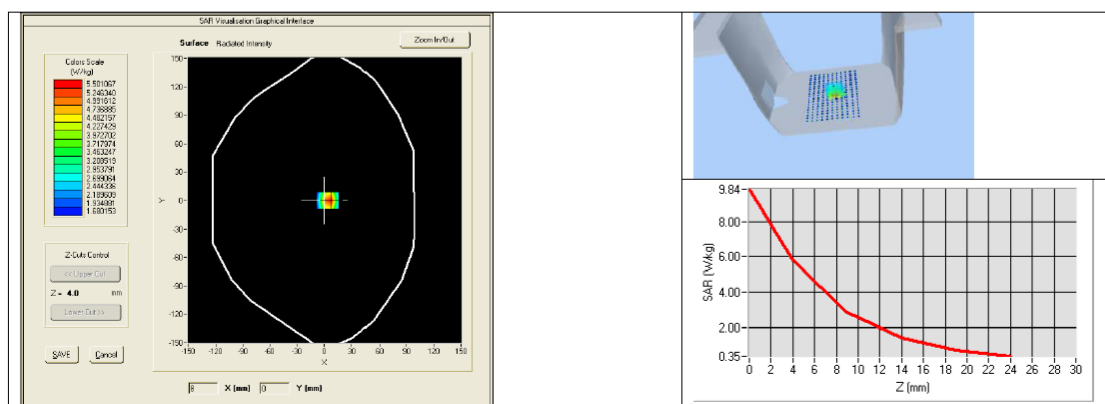 SAR Visualisation Graphical Interface
Surface Radiated Intensity
Zoom In/Out
Colors Scale
(W/kg)
5.501067
5.246340
4.991612
4.736885
4.482157
4.227429
3.972702
3.717974
3.463247
3.208519
2.953791
2.699064
2.444336
2.189609
1.934881
1.680153
150-
120-
90-
60-
30-
0-
-30-
-60-
-90-
-120-
-150-
Y
-150 -120 -90 -60 -30 0 30 60 90 120 150
X
Z-Cuts Control
<< Upper Cut
Z = 4.0 mm
Lower Cut >>
SAVE Cancel
8 X (mm) 0 Y (mm)
9.84
8.00
6.00
4.00
2.00
0.35
SAR (W/kg)
0 2 4 6 8 10 12 14 16 18 20 22 24 26 28 30
Z (mm)